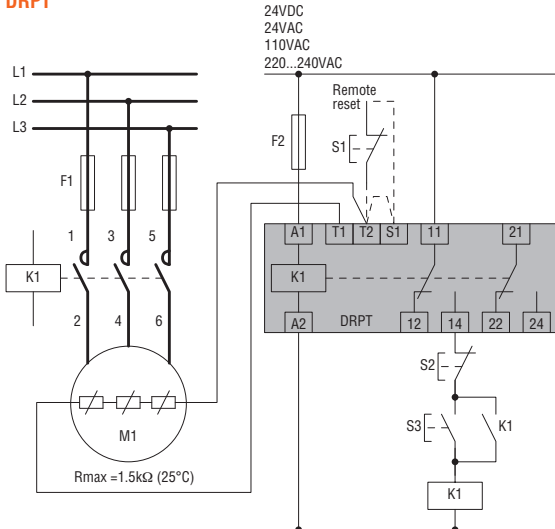 DRPT
24VDC
24VAC
110VAC
220...240VAC
L1
L2
L3
Remote
reset
F2
S1
F1
1 3 5
A1 T1 T2 S1 11 21
K1
K1
2 4 6
A2 DRPT 12 14 22 24
S2
M1
S3 K1
Rmax =1.5kΩ (25°C)
K1